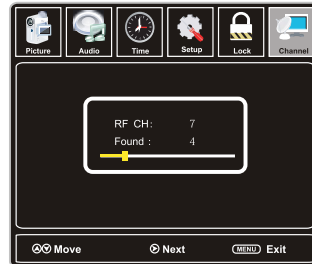 Picture Audio Time Setup Lock Channel
RF CH: 7
Found : 4
Move Next MENU Exit